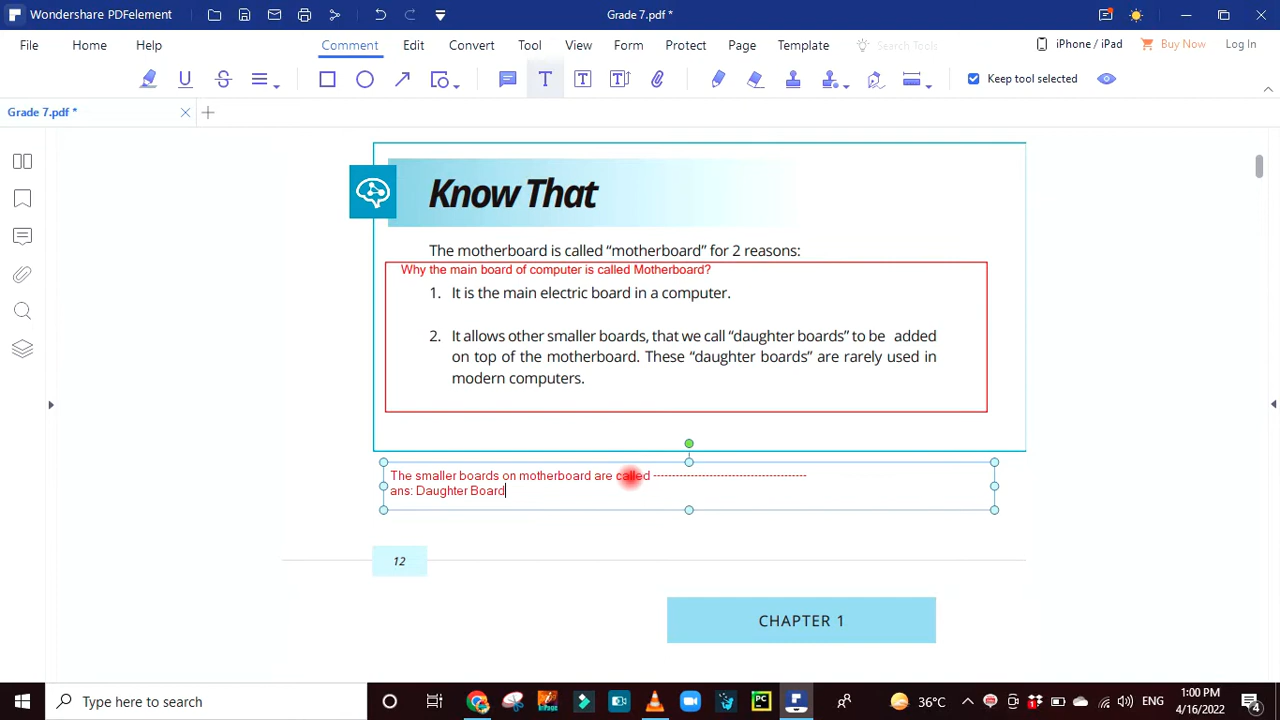 Wondershare PDFelement
Grade 7.pdf *
File Home Help Comment Edit Convert Tool View Form Protect Page Template Search Tools iPhone / iPad Buy Now Log In
Keep tool selected
Grade 7.pdf *
Know That
The motherboard is called “motherboard” for 2 reasons:
Why the main board of computer is called Motherboard?
1. It is the main electric board in a computer.
2. It allows other smaller boards, that we call “daughter boards” to be added
on top of the motherboard. These “daughter boards” are rarely used in
modern computers.
The smaller boards on motherboard are called ----------------------------------------
ans: Daughter Board
12
CHAPTER 1
Type here to search
36°C
ENG
1:00 PM
4/16/2022
4